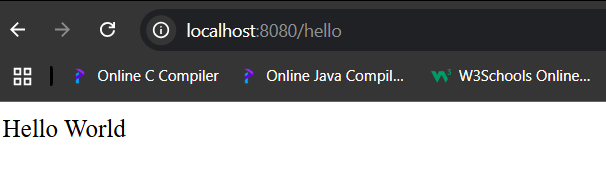 localhost:8080/hello
Online C Compiler
Online Java Compil...
W3Schools Online...
Hello World